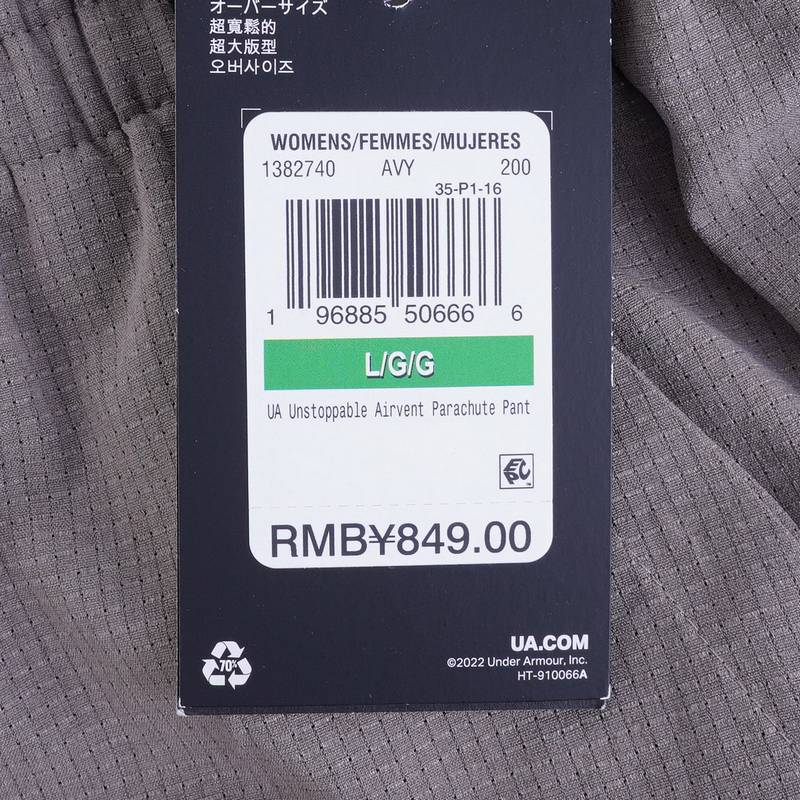 オーバーサイズ
超寬鬆的
超大版型
오버사이즈
WOMENS/FEMMES/MUJERES
1382740 AVY 200
35-P1-16
1 96885 50666 6
L/G/G
UA Unstoppable Airvent Parachute Pant
EPC™
RMB¥849.00
70%
UA.COM
©2022 Under Armour, Inc.
HT-910066A